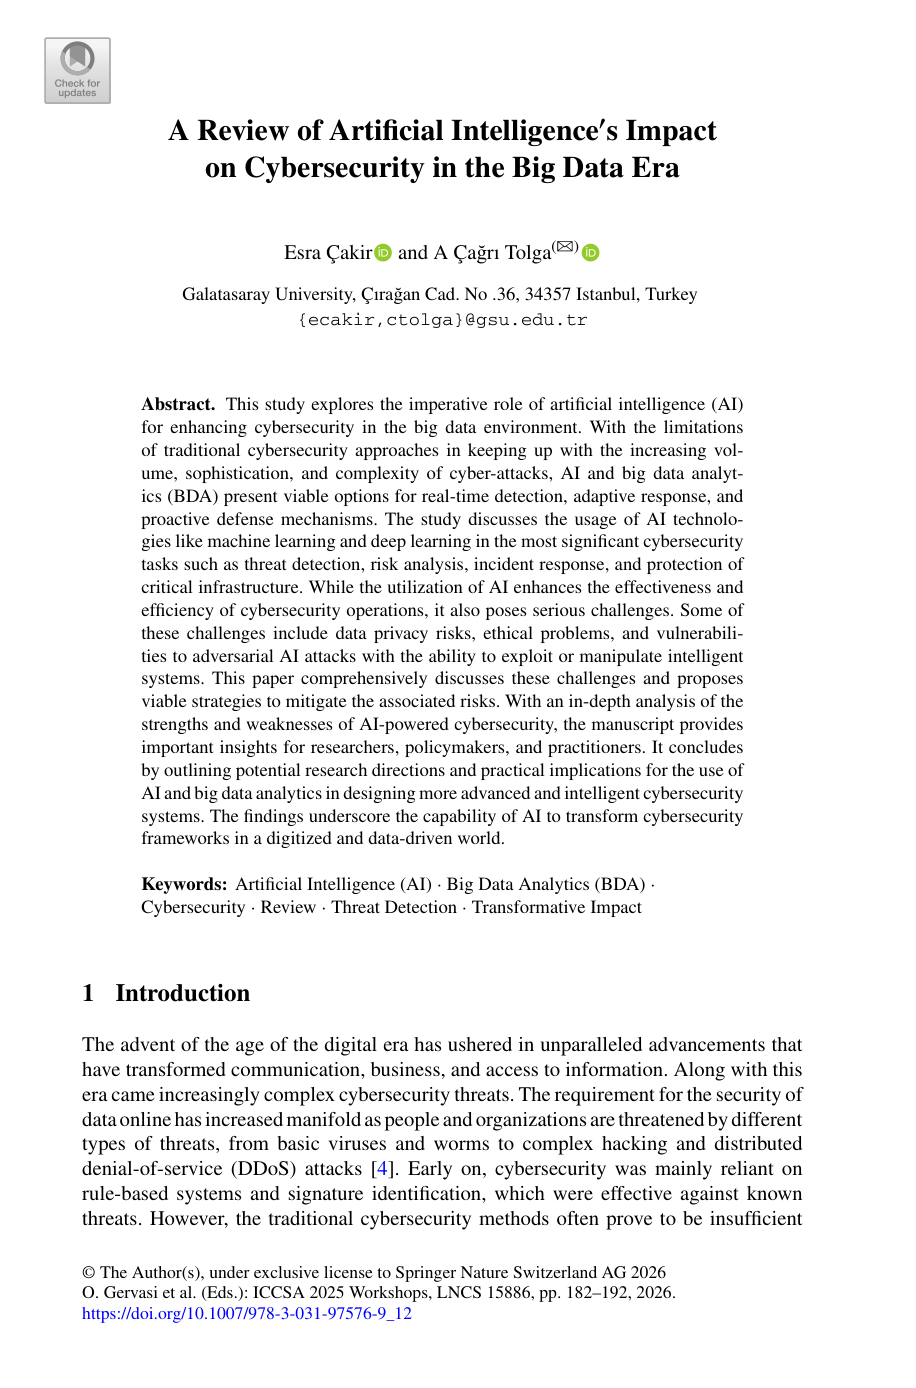 Check for
updates
A Review of Artificial Intelligence′s Impact
on Cybersecurity in the Big Data Era
Esra Çakir iD and A Çağrı Tolga(✉) iD
Galatasaray University, Çırağan Cad. No .36, 34357 Istanbul, Turkey
{ecakir,ctolga}@gsu.edu.tr
Abstract. This study explores the imperative role of artificial intelligence (AI)
for enhancing cybersecurity in the big data environment. With the limitations
of traditional cybersecurity approaches in keeping up with the increasing vol-
ume, sophistication, and complexity of cyber-attacks, AI and big data analyt-
ics (BDA) present viable options for real-time detection, adaptive response, and
proactive defense mechanisms. The study discusses the usage of AI technolo-
gies like machine learning and deep learning in the most significant cybersecurity
tasks such as threat detection, risk analysis, incident response, and protection of
critical infrastructure. While the utilization of AI enhances the effectiveness and
efficiency of cybersecurity operations, it also poses serious challenges. Some of
these challenges include data privacy risks, ethical problems, and vulnerabili-
ties to adversarial AI attacks with the ability to exploit or manipulate intelligent
systems. This paper comprehensively discusses these challenges and proposes
viable strategies to mitigate the associated risks. With an in-depth analysis of the
strengths and weaknesses of AI-powered cybersecurity, the manuscript provides
important insights for researchers, policymakers, and practitioners. It concludes
by outlining potential research directions and practical implications for the use of
AI and big data analytics in designing more advanced and intelligent cybersecurity
systems. The findings underscore the capability of AI to transform cybersecurity
frameworks in a digitized and data-driven world.
Keywords: Artificial Intelligence (AI) · Big Data Analytics (BDA) ·
Cybersecurity · Review · Threat Detection · Transformative Impact
1 Introduction
The advent of the age of the digital era has ushered in unparalleled advancements that
have transformed communication, business, and access to information. Along with this
era came increasingly complex cybersecurity threats. The requirement for the security of
data online has increased manifold as people and organizations are threatened by different
types of threats, from basic viruses and worms to complex hacking and distributed
denial-of-service (DDoS) attacks [4]. Early on, cybersecurity was mainly reliant on
rule-based systems and signature identification, which were effective against known
threats. However, the traditional cybersecurity methods often prove to be insufficient
© The Author(s), under exclusive license to Springer Nature Switzerland AG 2026
O. Gervasi et al. (Eds.): ICCSA 2025 Workshops, LNCS 15886, pp. 182–192, 2026.
https://doi.org/10.1007/978-3-031-97576-9_12